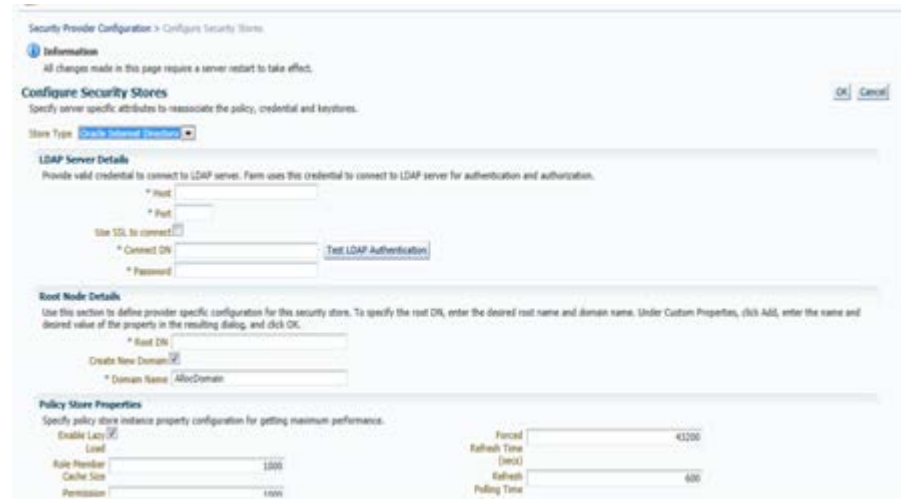 Security Provider Configuration > Configure Security Stores
Information
All changes made in this page require a server restart to take effect.
Configure Security Stores
OK Cancel
Specify server specific attributes to reassociate the policy, credential and keystores.
Store Type Oracle Internet Directory
LDAP Server Details
Provide valid credential to connect to LDAP server. Farm uses this credential to connect to LDAP server for authentication and authorization.
* Host
* Port
Use SSL to connect
* Connect DN
Test LDAP Authentication
* Password
Root Node Details
Use this section to define provider specific configuration for this security store. To specify the root DN, enter the desired root name and domain name. Under Custom Properties, click Add, enter the name and
desired value of the property in the resulting dialog, and click OK.
* Root DN
Create New Domain
* Domain Name AllocDomain
Policy Store Properties
Specify policy store instance property configuration for getting maximum performance.
Enable Lazy
Load
Forced
Refresh Time
(secs)
43200
Role Member
Cache Size
1000
Refresh
Polling Time
600
Permission
1000